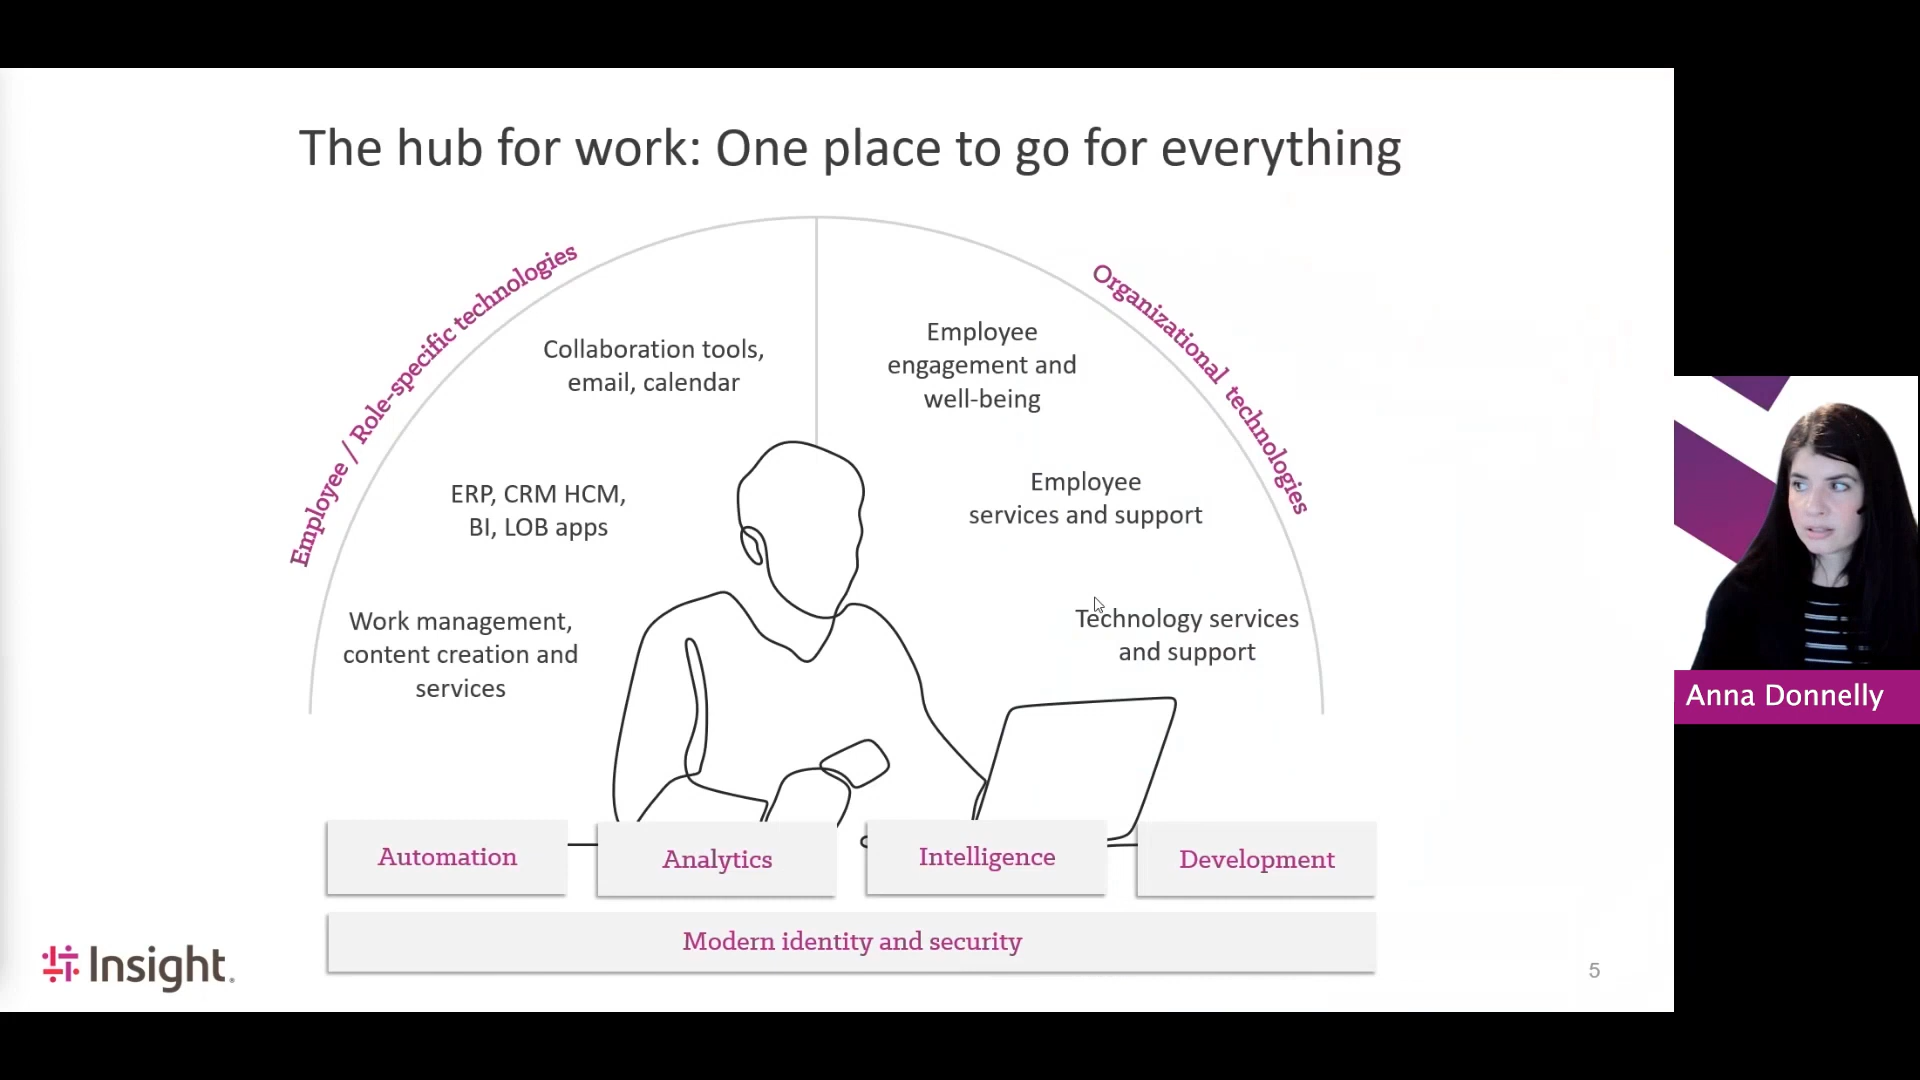 The hub for work: One place to go for everything
Employee / Role-specific technologies
Organizational technologies
Collaboration tools,
email, calendar
Employee
engagement and
well-being
ERP, CRM HCM,
BI, LOB apps
Employee
services and support
Work management,
content creation and
services
Technology services
and support
Anna Donnelly
Automation
Analytics
Intelligence
Development
Modern identity and security
Insight.
5